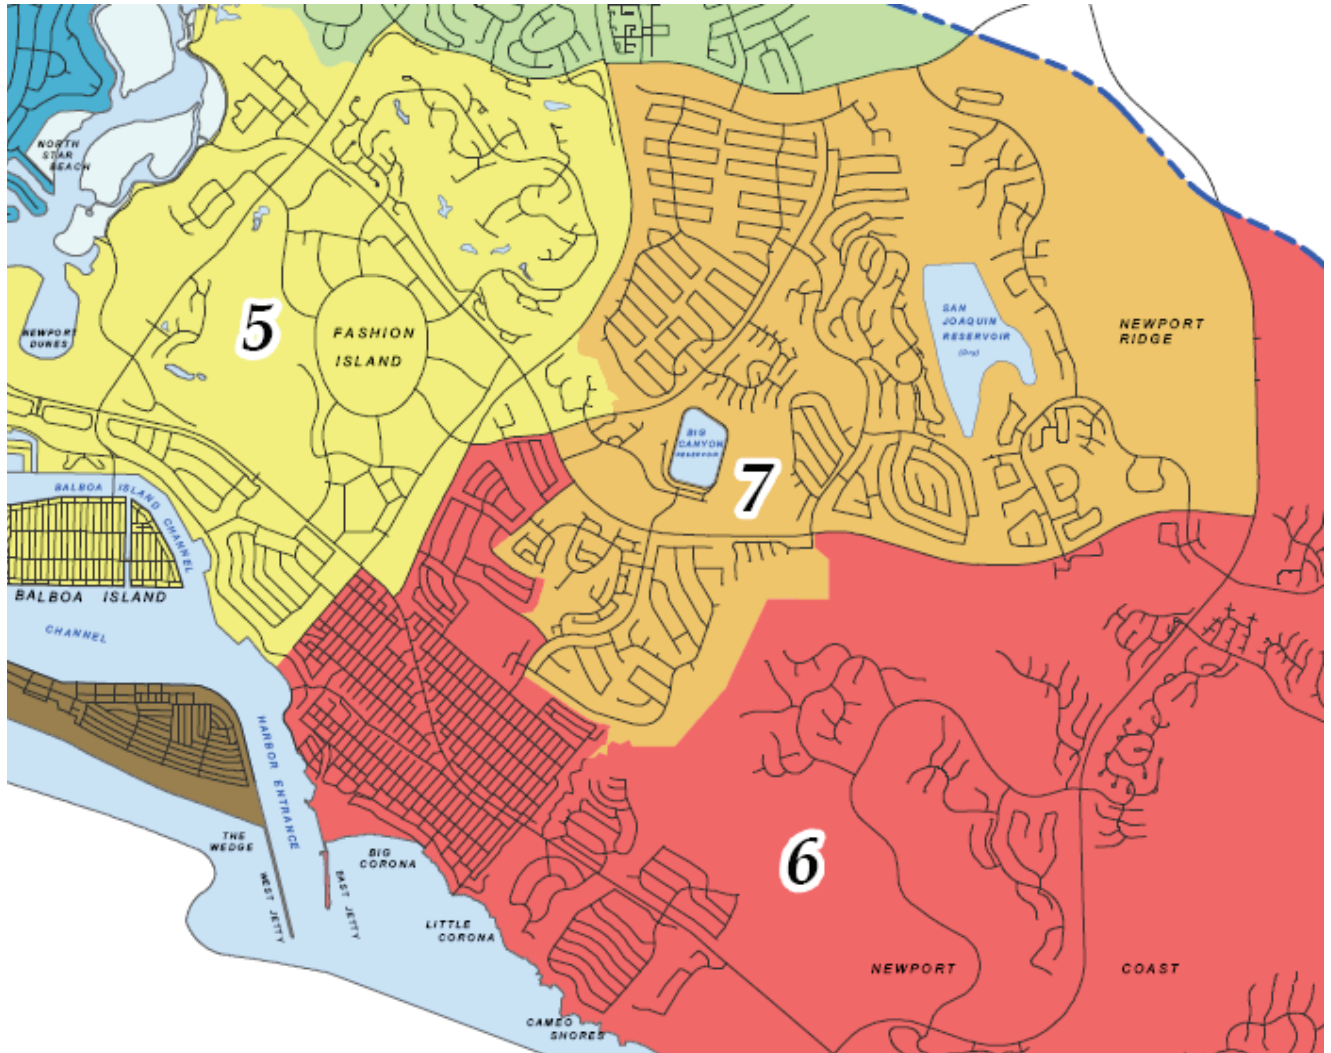 NORTH
STAR
BEACH
5
FASHION
ISLAND
NEWPORT
DUNES
SAN
JOAQUIN
RESERVOIR
(Dry)
NEWPORT
RIDGE
BIG
CANYON
RESERVOIR
7
BALBOA ISLAND CHANNEL
BALBOA ISLAND
CHANNEL
HARBOR ENTRANCE
THE
WEDGE
WEST JETTY
EAST JETTY
BIG
CORONA
LITTLE
CORONA
6
NEWPORT COAST
CAMEO
SHORES